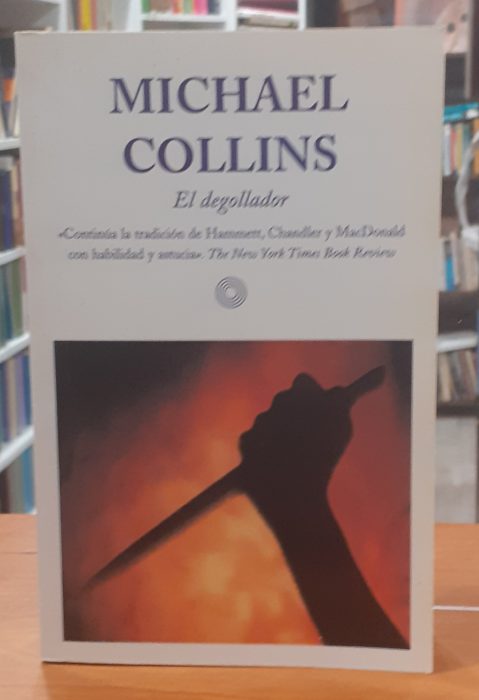 MICHAEL
COLLINS
El degollador
«Continúa la tradición de Hammett, Chandler y MacDonald
con habilidad y astucia». The New York Times Book Review